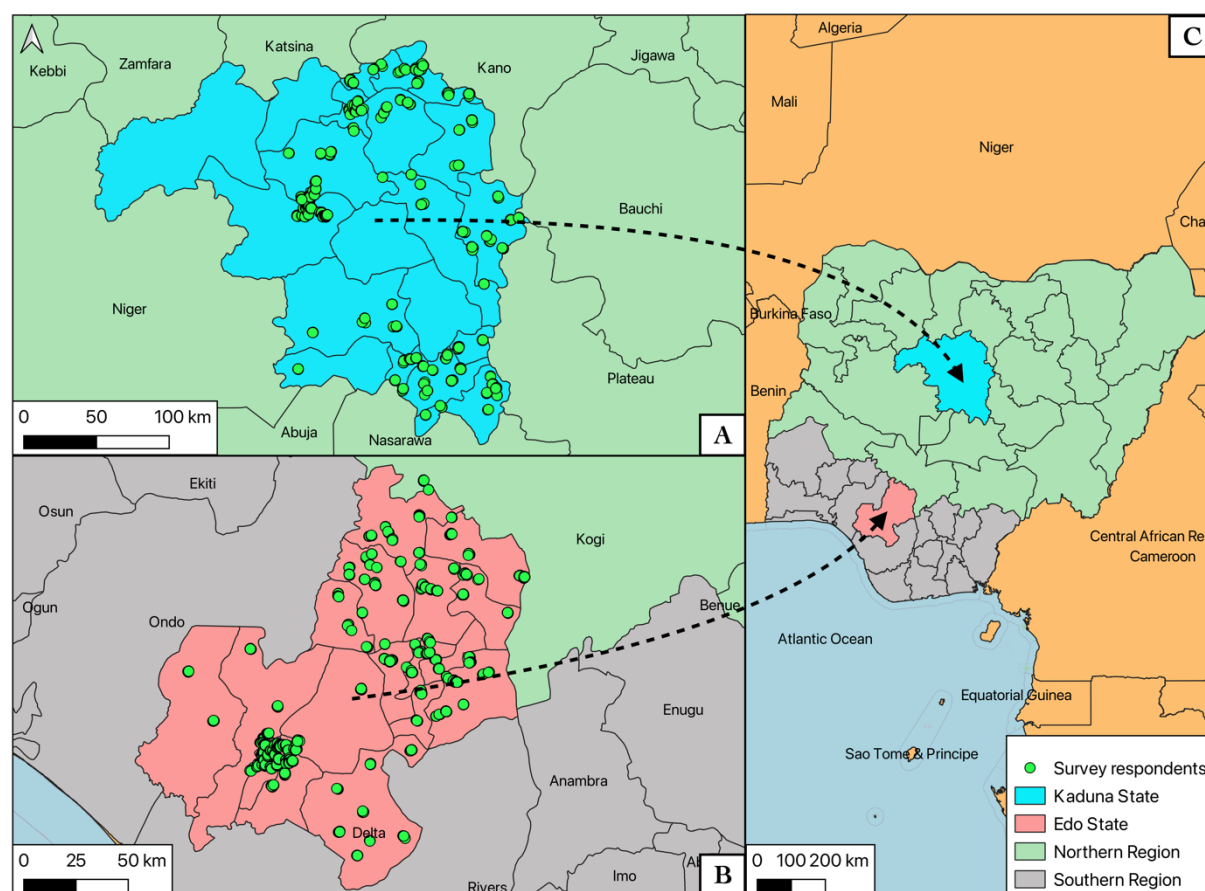 Katsina
Zamfara
Kebbi
Kano
Jigawa
Bauchi
Niger
Plateau
Abuja
Nasarawa
0 50 100 km
A
Ekiti
Osun
Kogi
Ogun
Ondo
Benue
Enugu
Anambra
Delta
Imo
Rivers
0 25 50 km
B
Algeria
C
Mali
Niger
Cha
Burkina Faso
Benin
Central African Re
Cameroon
Atlantic Ocean
Equatorial Guinea
Sao Tome & Principe
0 100 200 km
Survey respondents
Kaduna State
Edo State
Northern Region
Southern Region